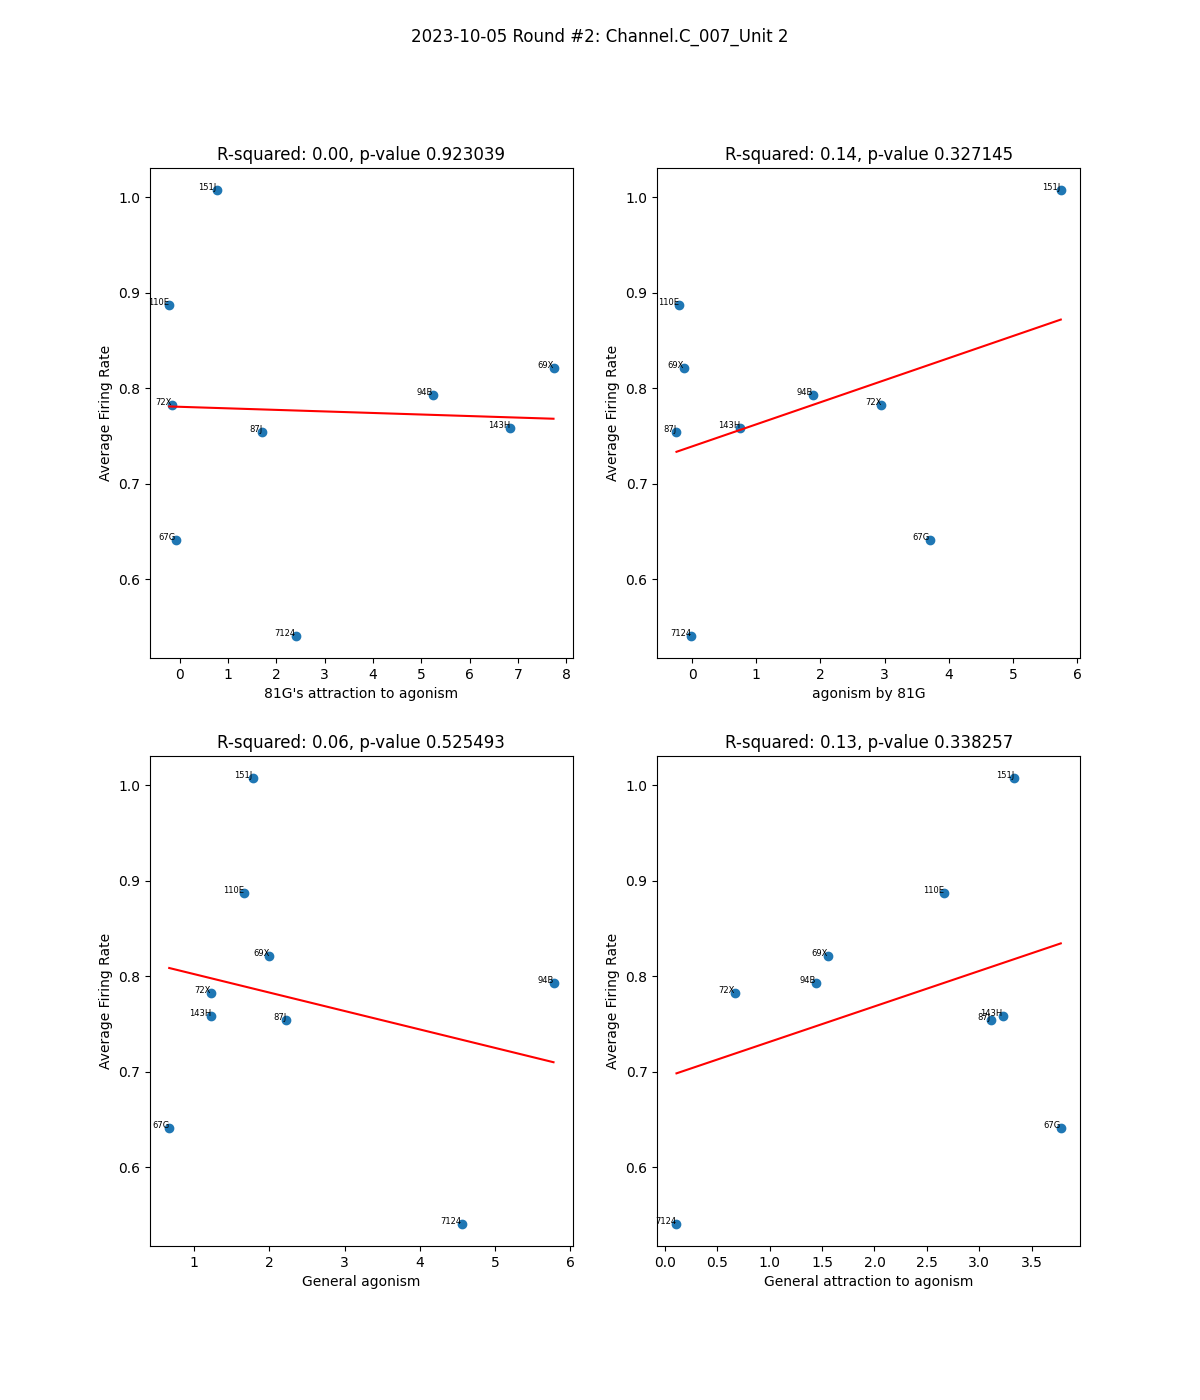 2023-10-05 Round #2: Channel.C_007_Unit 2
R-squared: 0.00, p-value 0.923039
1.0
0.9
0.8
0.7
0.6
Average Firing Rate
151J
110E
69X
94B
72X
87J
143H
67G
7124
0 1 2 3 4 5 6 7 8
81G's attraction to agonism
R-squared: 0.14, p-value 0.327145
1.0
0.9
0.8
0.7
0.6
Average Firing Rate
151J
110E
69X
94B
72X
87J
143H
67G
7124
0 1 2 3 4 5 6
agonism by 81G
R-squared: 0.06, p-value 0.525493
1.0
0.9
0.8
0.7
0.6
Average Firing Rate
151J
110E
69X
94B
72X
143H
87J
67G
7124
1 2 3 4 5 6
General agonism
R-squared: 0.13, p-value 0.338257
1.0
0.9
0.8
0.7
0.6
Average Firing Rate
151J
110E
69X
94B
72X
143H
87J
67G
7124
0.0 0.5 1.0 1.5 2.0 2.5 3.0 3.5
General attraction to agonism